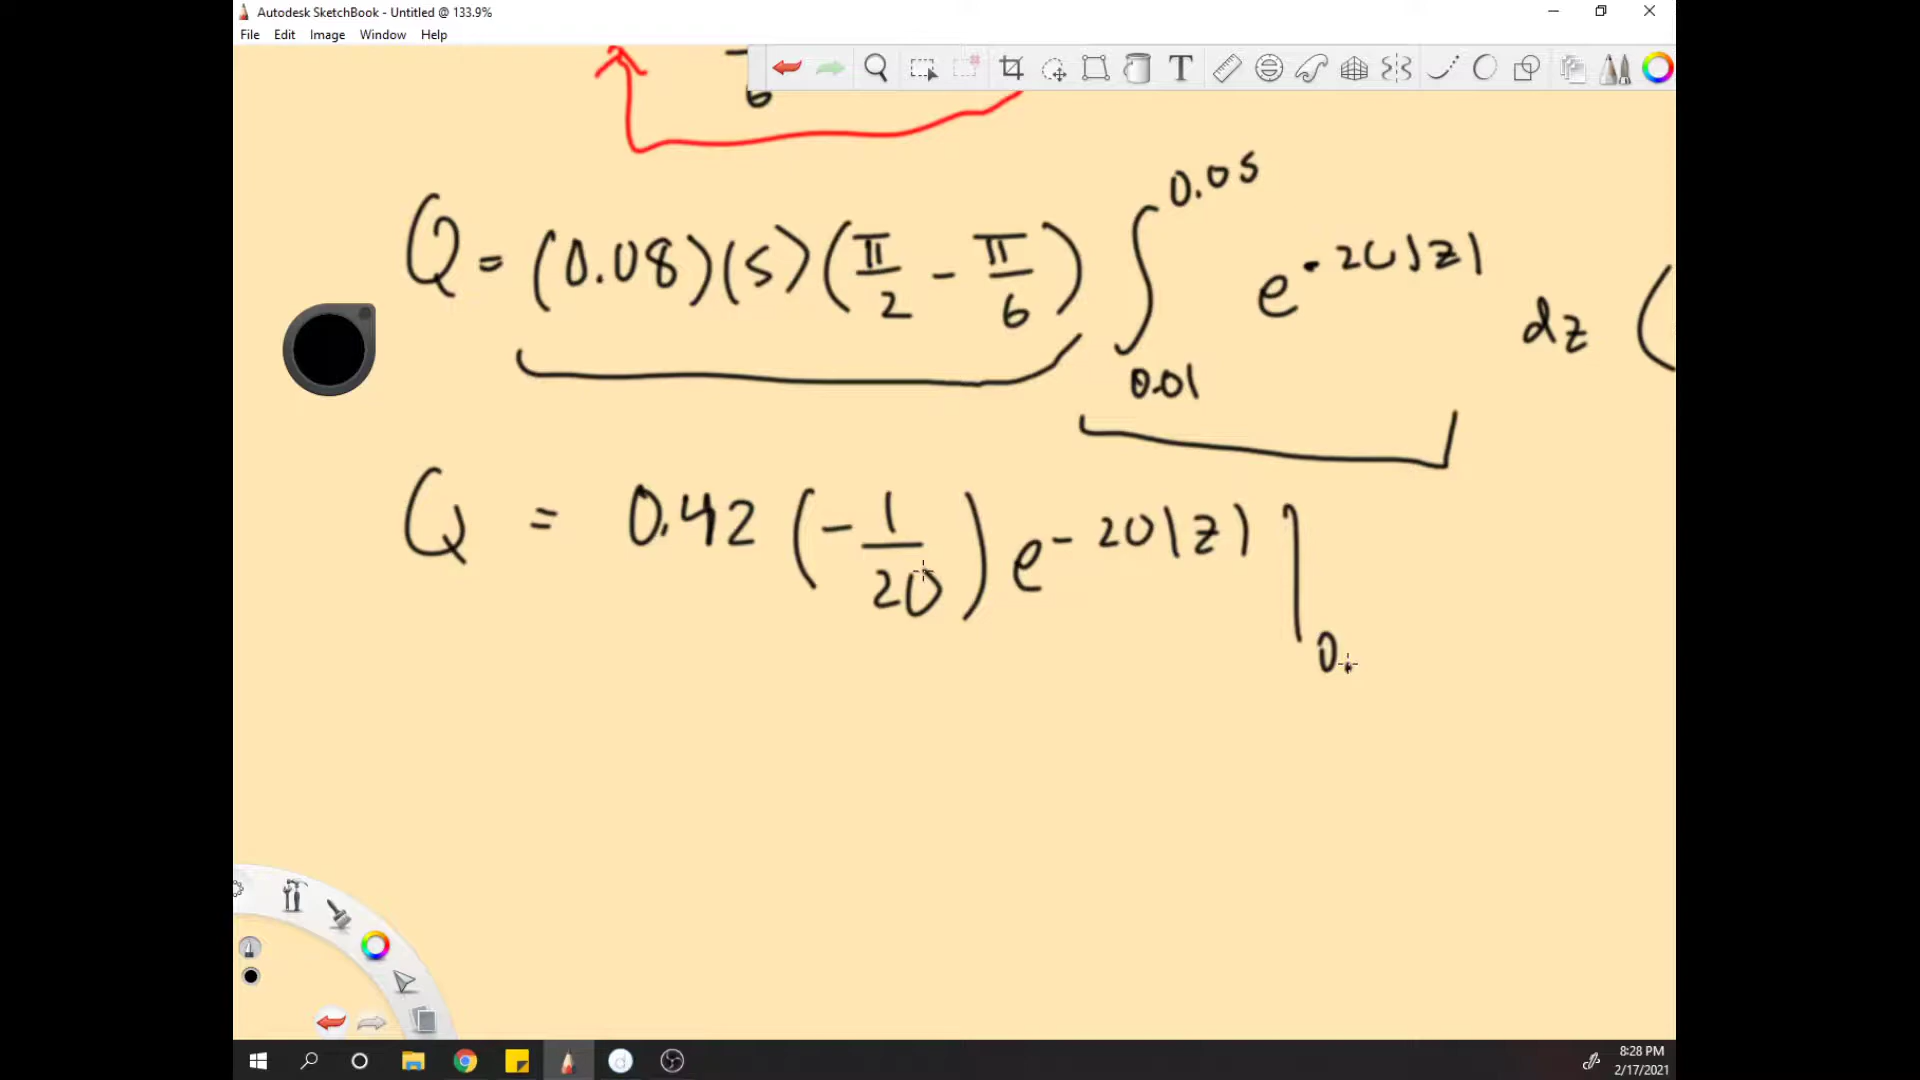 Autodesk SketchBook - Untitled @ 133.9%
File Edit Image Window Help
6
T
Q = (0.08)(5)(π/2 - π/6) ∫ 0.05 0.01 e^-20|z| dz (
Q = 0.42 (-1/20) e^-20|z| | 0.
8:28 PM
2/17/2021